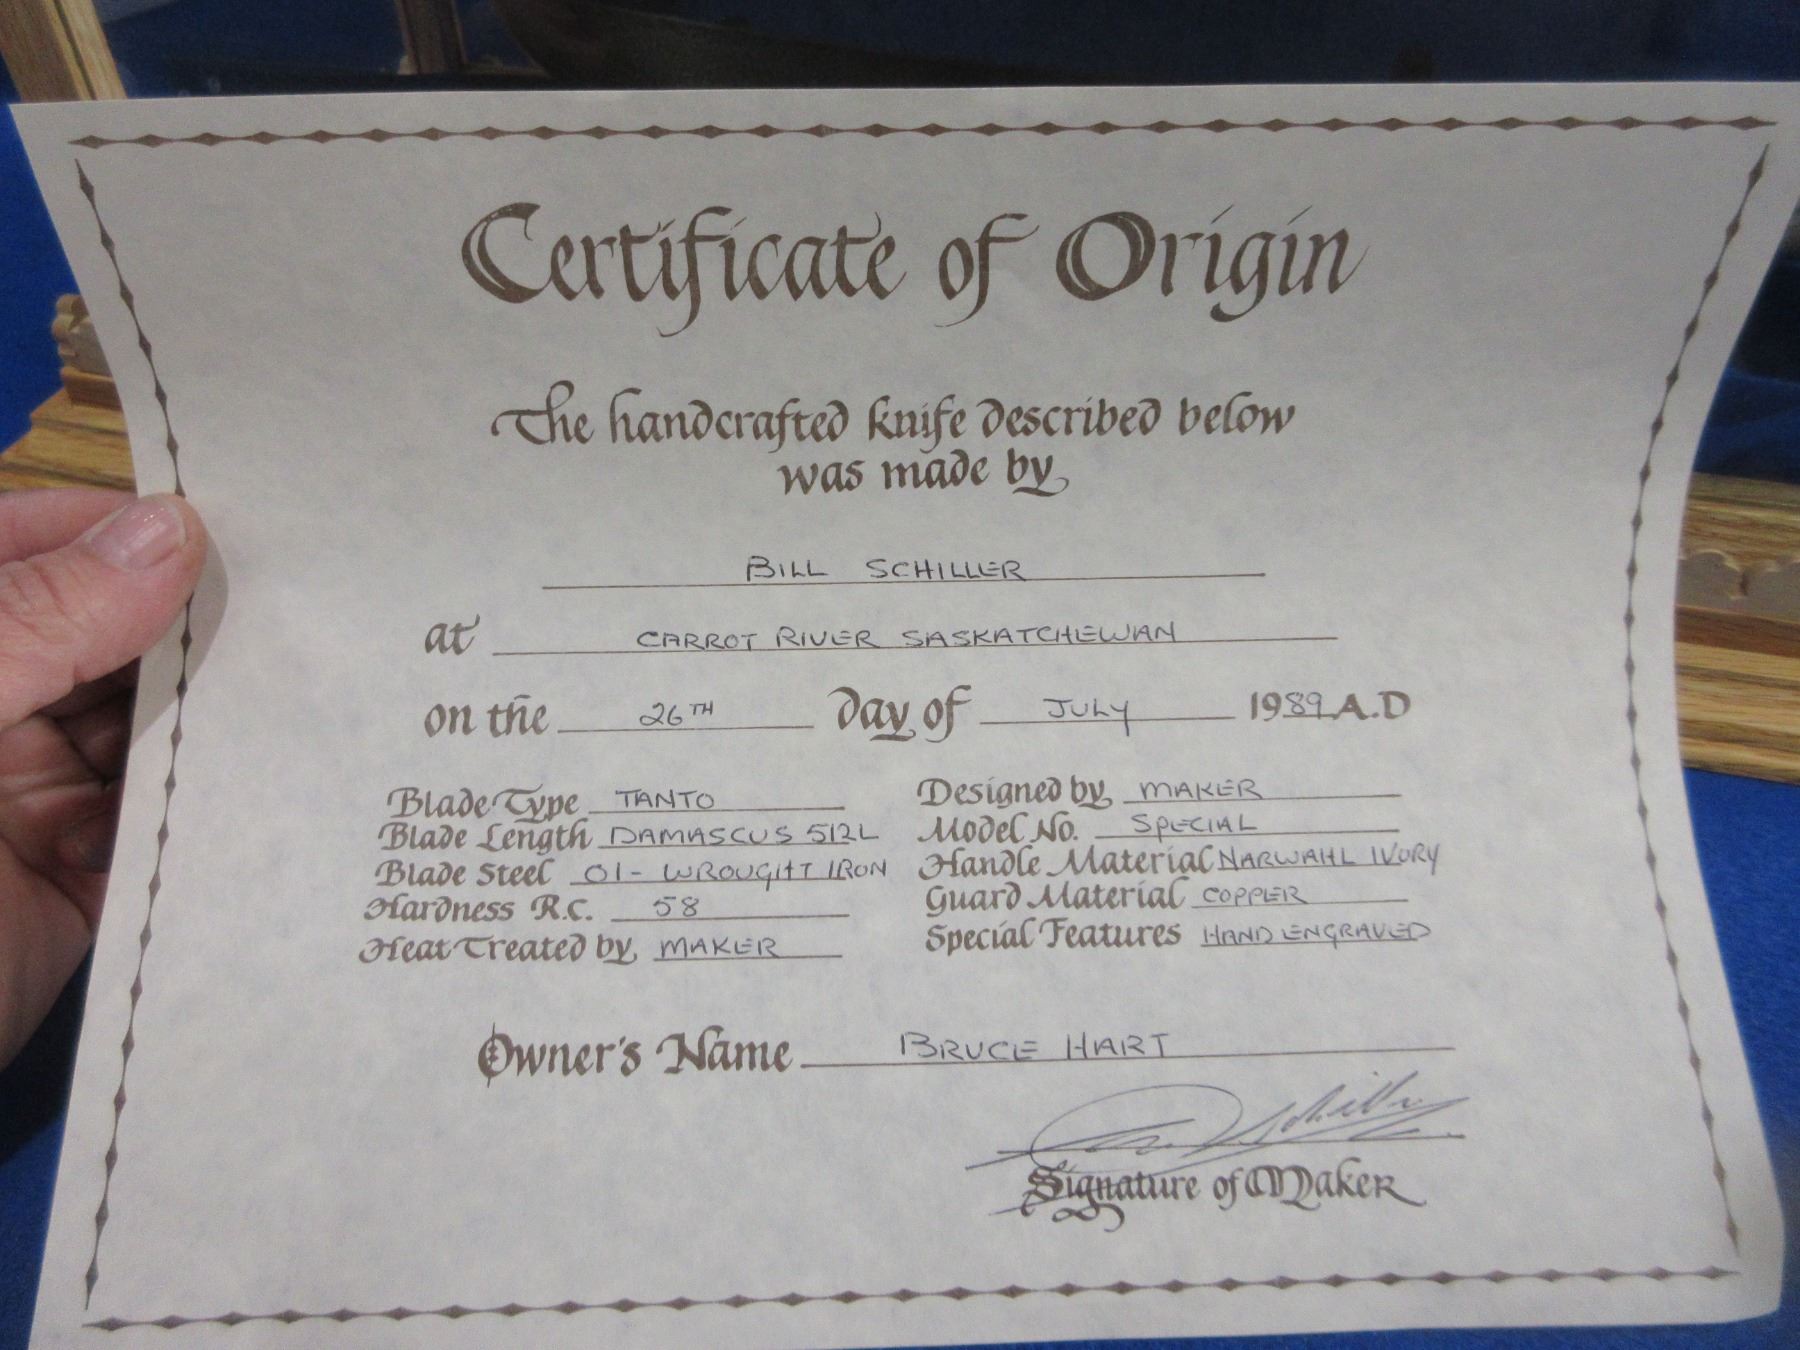 Certificate of Origin
The handcrafted knife described below
was made by
BILL SCHILLER
at CARROT RIVER SASKATCHEWAN
on the 26TH day of JULY 1989 A.D
Blade Type TANTO
Blade Length DAMASCUS 512L
Blade Steel 01- WROUGHT IRON
Hardness R.C. 58
Heat Treated by MAKER
Designed by MAKER
Model No. SPECIAL
Handle Material NARWAHL IVORY
Guard Material COPPER
Special Features HAND ENGRAVED
Owner's Name BRUCE HART
Signature of Maker